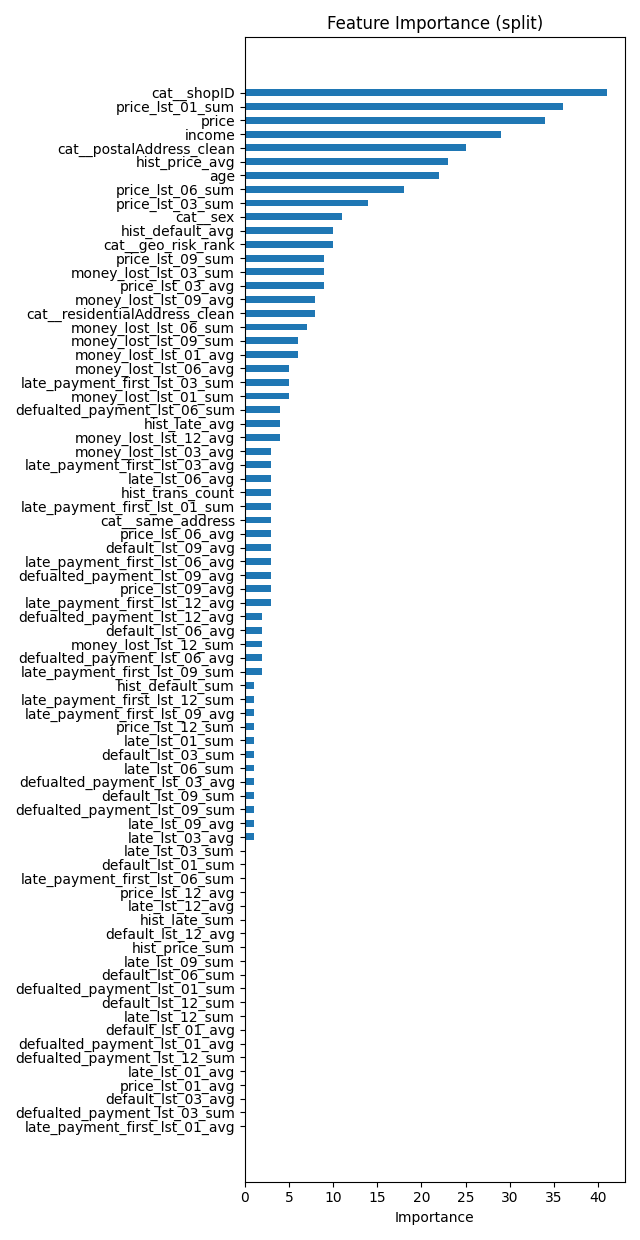 Feature Importance (split)
cat__shopID
price_lst_01_sum
price
income
cat__postalAddress_clean
hist_price_avg
age
price_lst_06_sum
price_lst_03_sum
cat__sex
hist_default_avg
cat__geo_risk_rank
price_lst_09_sum
money_lost_lst_03_sum
price_lst_03_avg
money_lost_lst_09_avg
cat__residentialAddress_clean
money_lost_lst_06_sum
money_lost_lst_09_sum
money_lost_lst_01_avg
money_lost_lst_06_avg
late_payment_first_lst_03_sum
money_lost_lst_01_sum
defualted_payment_lst_06_sum
hist_late_avg
money_lost_lst_12_avg
money_lost_lst_03_avg
late_payment_first_lst_03_avg
late_lst_06_avg
hist_trans_count
late_payment_first_lst_01_sum
cat__same_address
price_lst_06_avg
default_lst_09_avg
late_payment_first_lst_06_avg
defualted_payment_lst_09_avg
price_lst_09_avg
late_payment_first_lst_12_avg
defualted_payment_lst_12_avg
default_lst_06_avg
money_lost_lst_12_sum
defualted_payment_lst_06_avg
late_payment_first_lst_09_sum
hist_default_sum
late_payment_first_lst_12_sum
late_payment_first_lst_09_avg
price_lst_12_sum
late_lst_01_sum
default_lst_03_sum
late_lst_06_sum
defualted_payment_lst_03_avg
default_lst_09_sum
defualted_payment_lst_09_sum
late_lst_09_avg
late_lst_03_avg
late_lst_03_sum
default_lst_01_sum
late_payment_first_lst_06_sum
price_lst_12_avg
late_lst_12_avg
hist_late_sum
default_lst_12_avg
hist_price_sum
late_lst_09_sum
default_lst_06_sum
defualted_payment_lst_01_sum
default_lst_12_sum
late_lst_12_sum
default_lst_01_avg
defualted_payment_lst_01_avg
defualted_payment_lst_12_sum
late_lst_01_avg
price_lst_01_avg
default_lst_03_avg
defualted_payment_lst_03_sum
late_payment_first_lst_01_avg
0 5 10 15 20 25 30 35 40
Importance